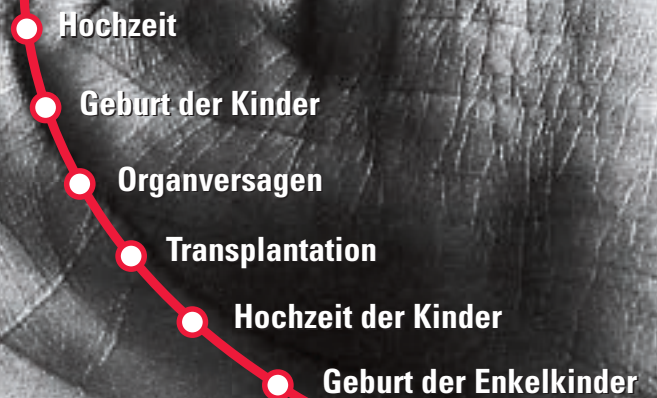 Hochzeit
Geburt der Kinder
Organversagen
Transplantation
Hochzeit der Kinder
Geburt der Enkelkinder